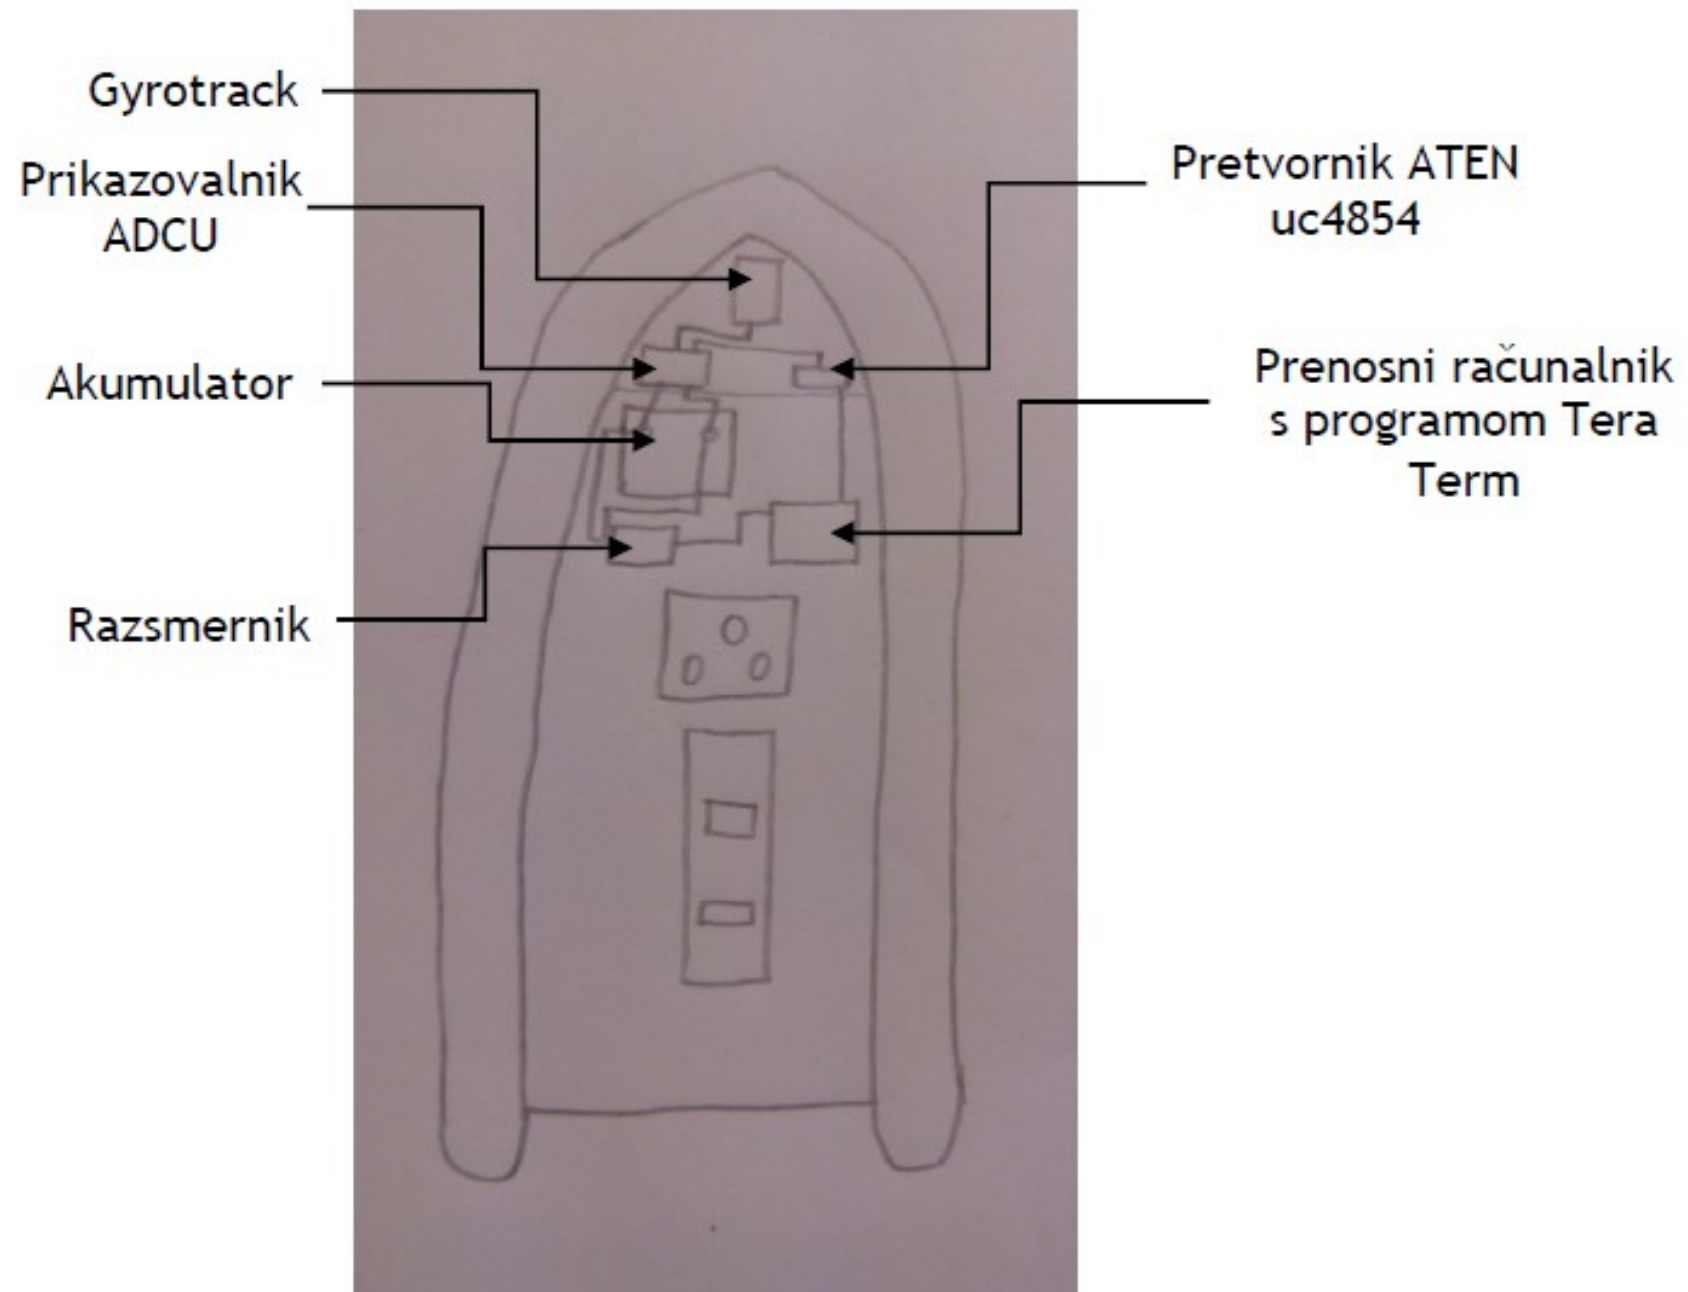 Gyrotrack
Prikazovalnik
ADCU
Akumulator
Razsmernik
Pretvornik ATEN
uc4854
Prenosni računalnik
s programom Tera
Term